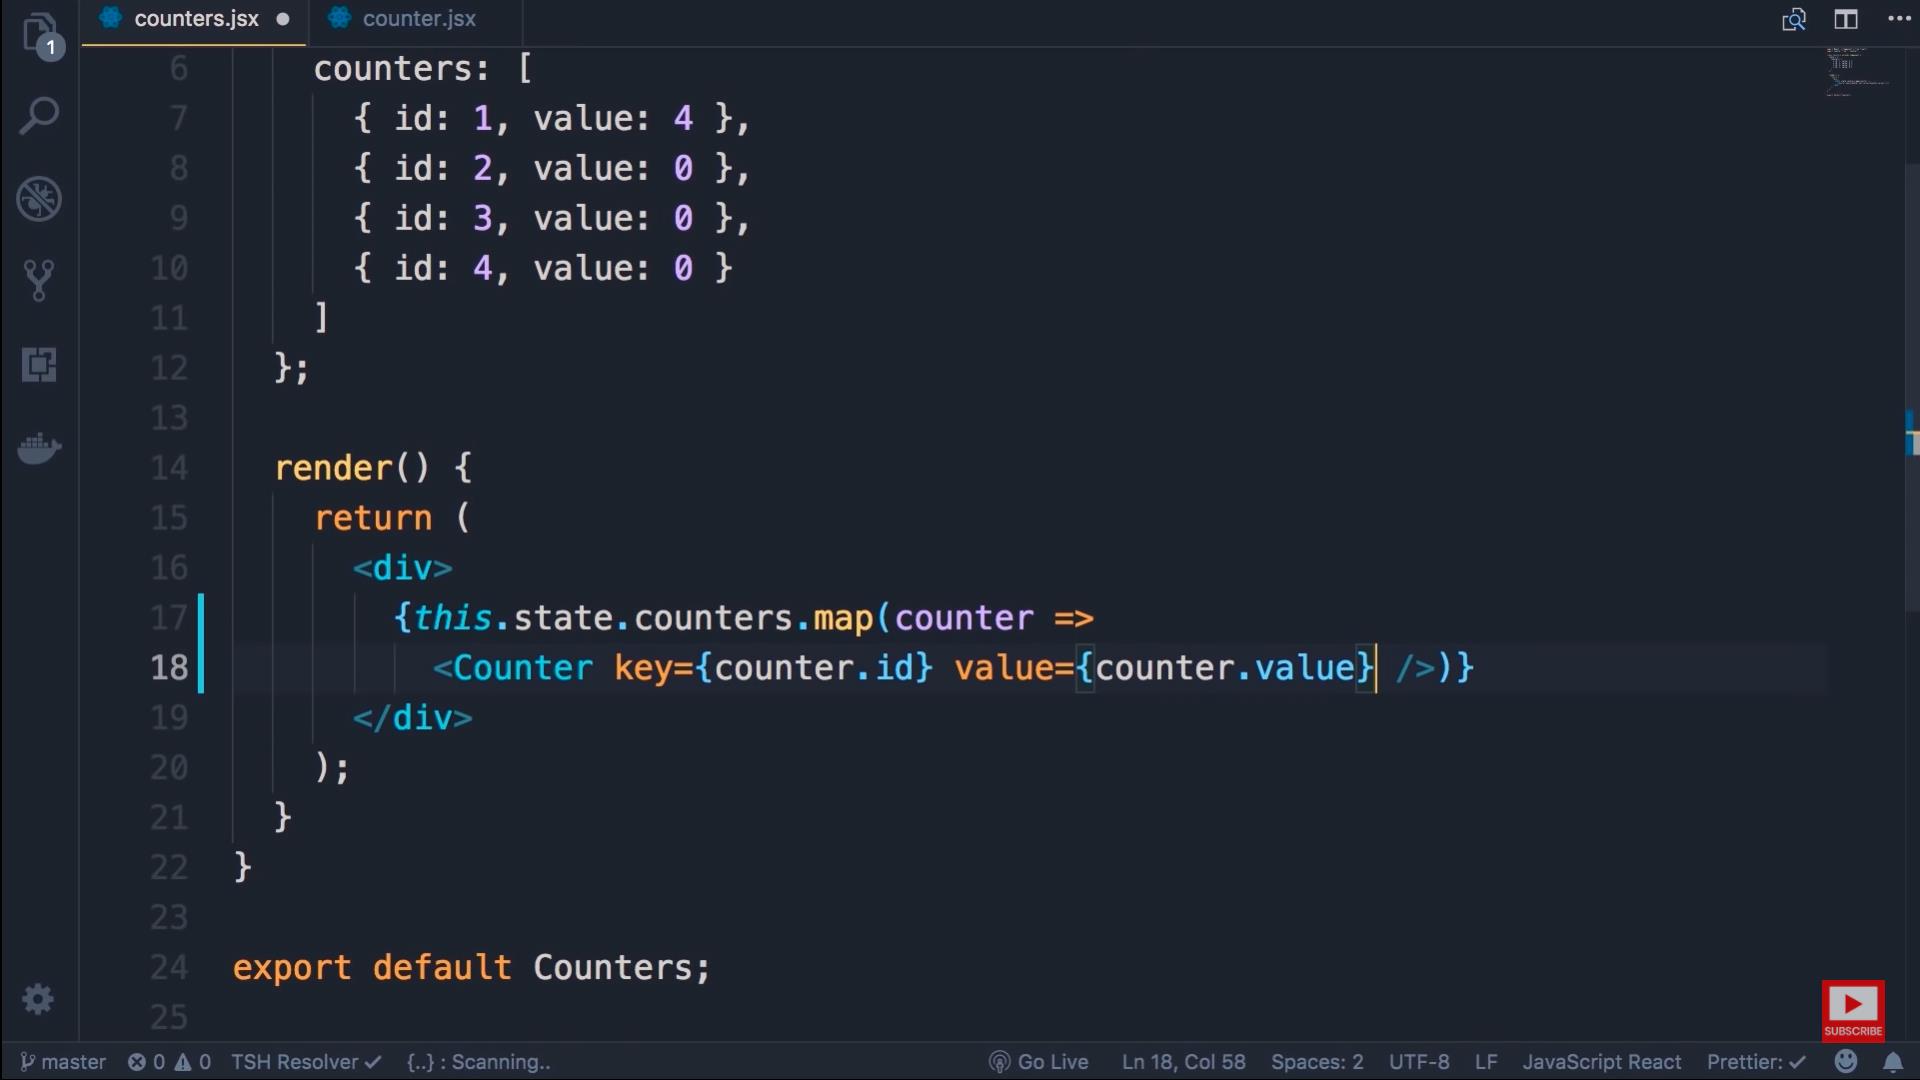 counters.jsx ● counter.jsx
1
6 counters: [
7 { id: 1, value: 4 },
8 { id: 2, value: 0 },
9 { id: 3, value: 0 },
10 { id: 4, value: 0 }
11 ]
12 };
13
14 render() {
15 return (
16 <div>
17 {this.state.counters.map(counter =>
18 <Counter key={counter.id} value={counter.value} />)}
19 </div>
20 );
21 }
22 }
23
24 export default Counters;
25
SUBSCRIBE
master 0 0 TSH Resolver ✓ {..} : Scanning.. Go Live Ln 18, Col 58 Spaces: 2 UTF-8 LF JavaScript React Prettier: ✓